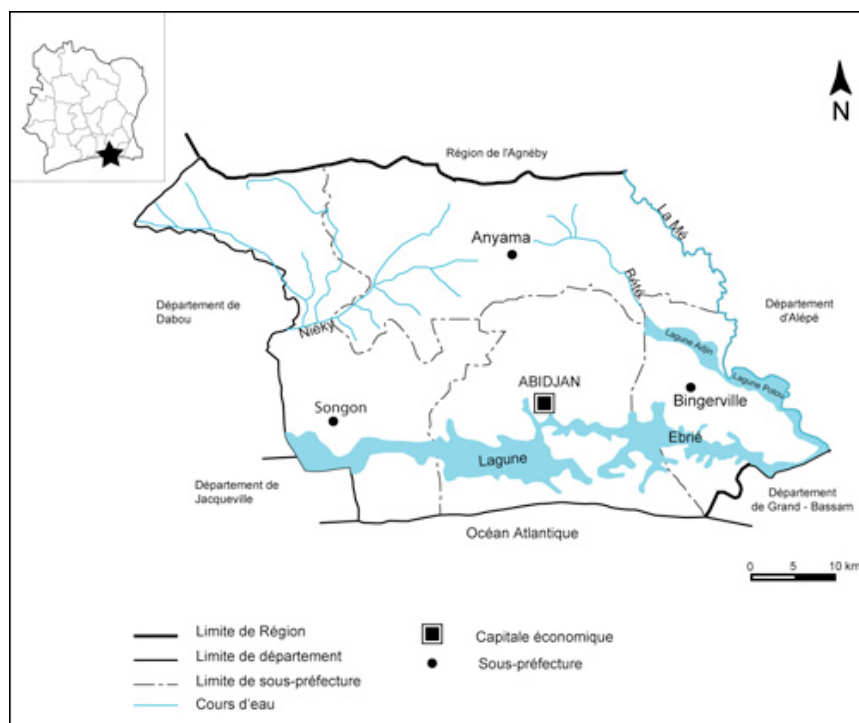 N
Région de l'Agnéby
La Mé
Anyama
Bété
Département de
Dabou
Département
d'Alépé
Niéky
Lagune Adjin
Lagune Potou
ABIDJAN
Bingerville
Songon
Ebrié
Lagune
Département de
Jacqueville
Département
de Grand - Bassam
Océan Atlantique
0 5 10 km
Limite de Région
Limite de département
Limite de sous-préfecture
Cours d'eau
Capitale économique
Sous-préfecture